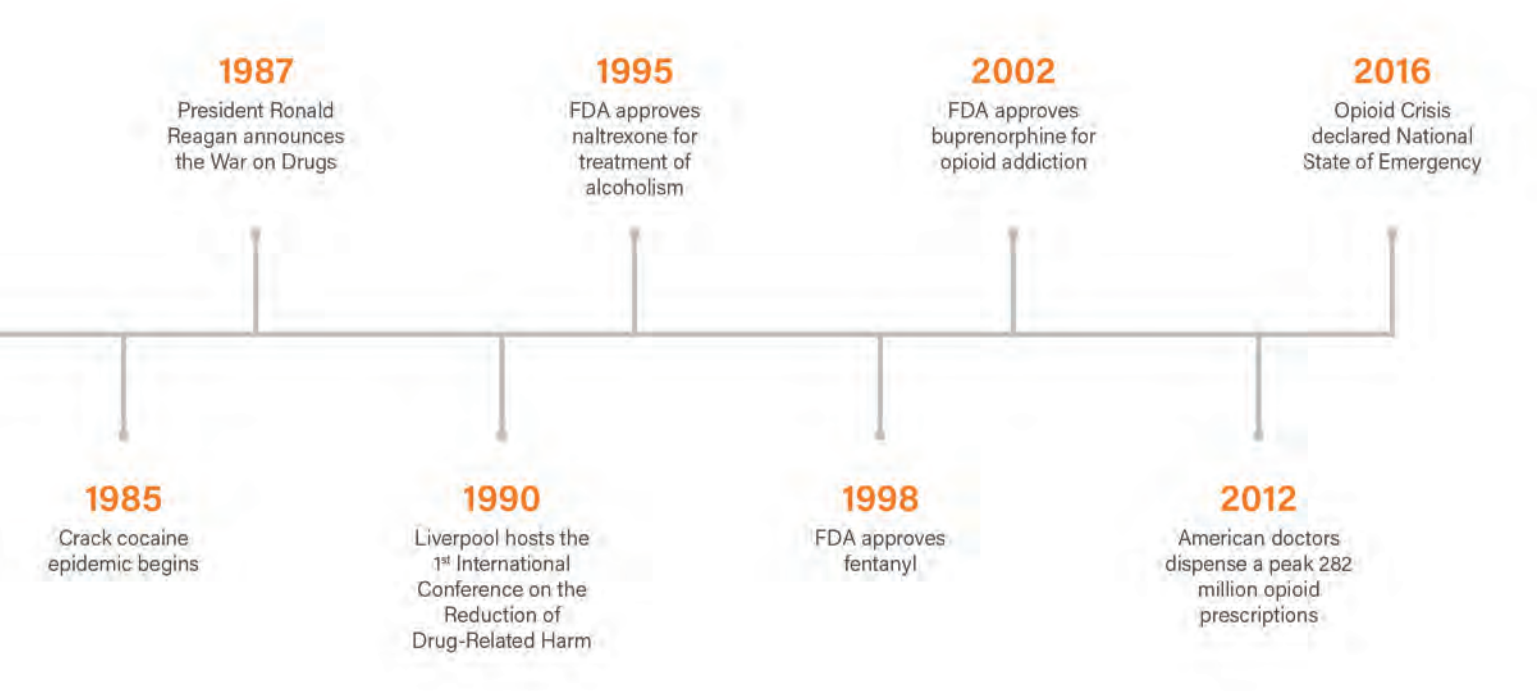 1987
President Ronald
Reagan announces
the War on Drugs
1995
FDA approves
naltrexone for
treatment of
alcoholism
2002
FDA approves
buprenorphine for
opioid addiction
2016
Opioid Crisis
declared National
State of Emergency
1985
Crack cocaine
epidemic begins
1990
Liverpool hosts the
1st International
Conference on the
Reduction of
Drug-Related Harm
1998
FDA approves
fentanyl
2012
American doctors
dispense a peak 282
million opioid
prescriptions